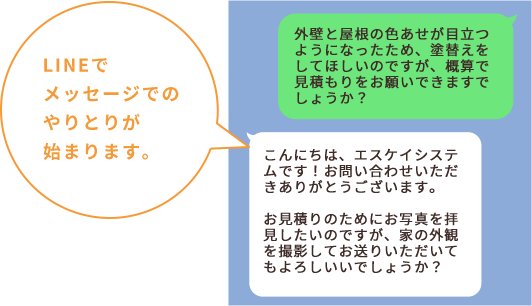 LINEで
メッセージでの
やりとりが
始まります。
外壁と屋根の色あせが目立つ
ようになったため、塗替えを
してほしいのですが、概算で
見積もりをお願いできますで
しょうか？
こんにちは、エスケイシステ
ムです！お問い合わせいただ
きありがとうございます。
お見積りのためにお写真を拝
見したいのですが、家の外観
を撮影してお送りいただいて
もよろしいいでしょうか？